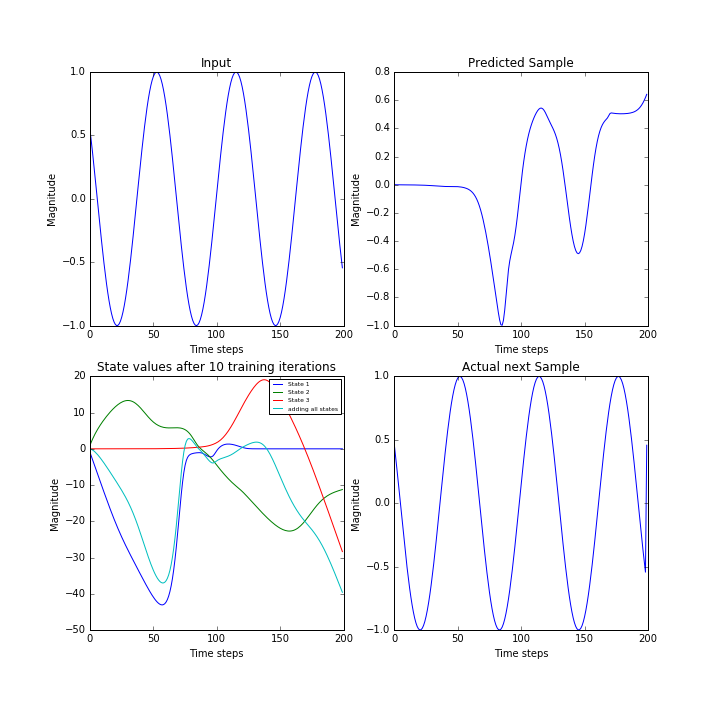 Input
1.0
0.5
0.0
−0.5
−1.0
Magnitude
0 50 100 150 200
Time steps
Predicted Sample
0.8
0.6
0.4
0.2
0.0
−0.2
−0.4
−0.6
−0.8
−1.0
Magnitude
0 50 100 150 200
Time steps
State values after 10 training iterations
20
10
0
−10
−20
−30
−40
−50
Magnitude
State 1
State 2
State 3
adding all states
0 50 100 150 200
Time steps
Actual next Sample
1.0
0.5
0.0
−0.5
−1.0
Magnitude
0 50 100 150 200
Time steps